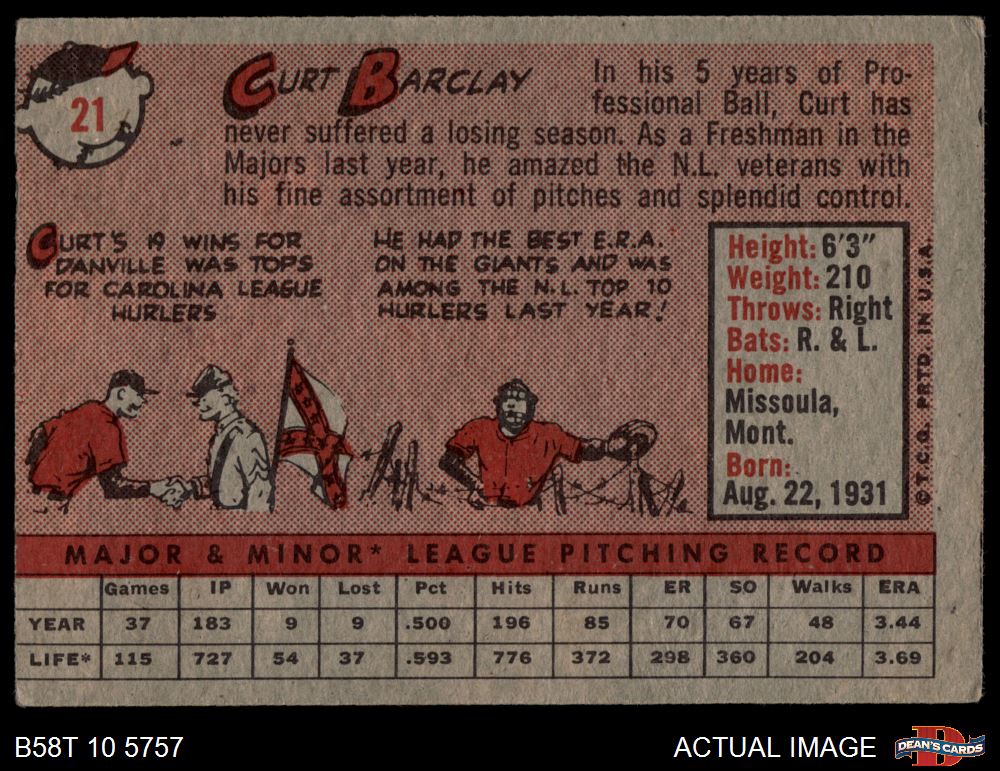 21
CURT BARCLAY
In his 5 years of Pro-
fessional Ball, Curt has
never suffered a losing season. As a Freshman in the
Majors last year, he amazed the N.L. veterans with
his fine assortment of pitches and splendid control.
CURT'S 19 WINS FOR
DANVILLE WAS TOPS
FOR CAROLINA LEAGUE
HURLERS
HE HAD THE BEST E.R.A.
ON THE GIANTS AND WAS
AMONG THE N.L. TOP 10
HURLERS LAST YEAR!
Height: 6'3"
Weight: 210
Throws: Right
Bats: R. & L.
Home:
Missoula,
Mont.
Born:
Aug. 22, 1931
© T.C.G. PRTD. IN U.S.A.
MAJOR & MINOR* LEAGUE PITCHING RECORD
Games IP Won Lost Pct Hits Runs ER SO Walks ERA
YEAR 37 183 9 9 .500 196 85 70 67 48 3.44
LIFE* 115 727 54 37 .593 776 372 298 360 204 3.69
B58T 10 5757
ACTUAL IMAGE
DEAN'S CARDS